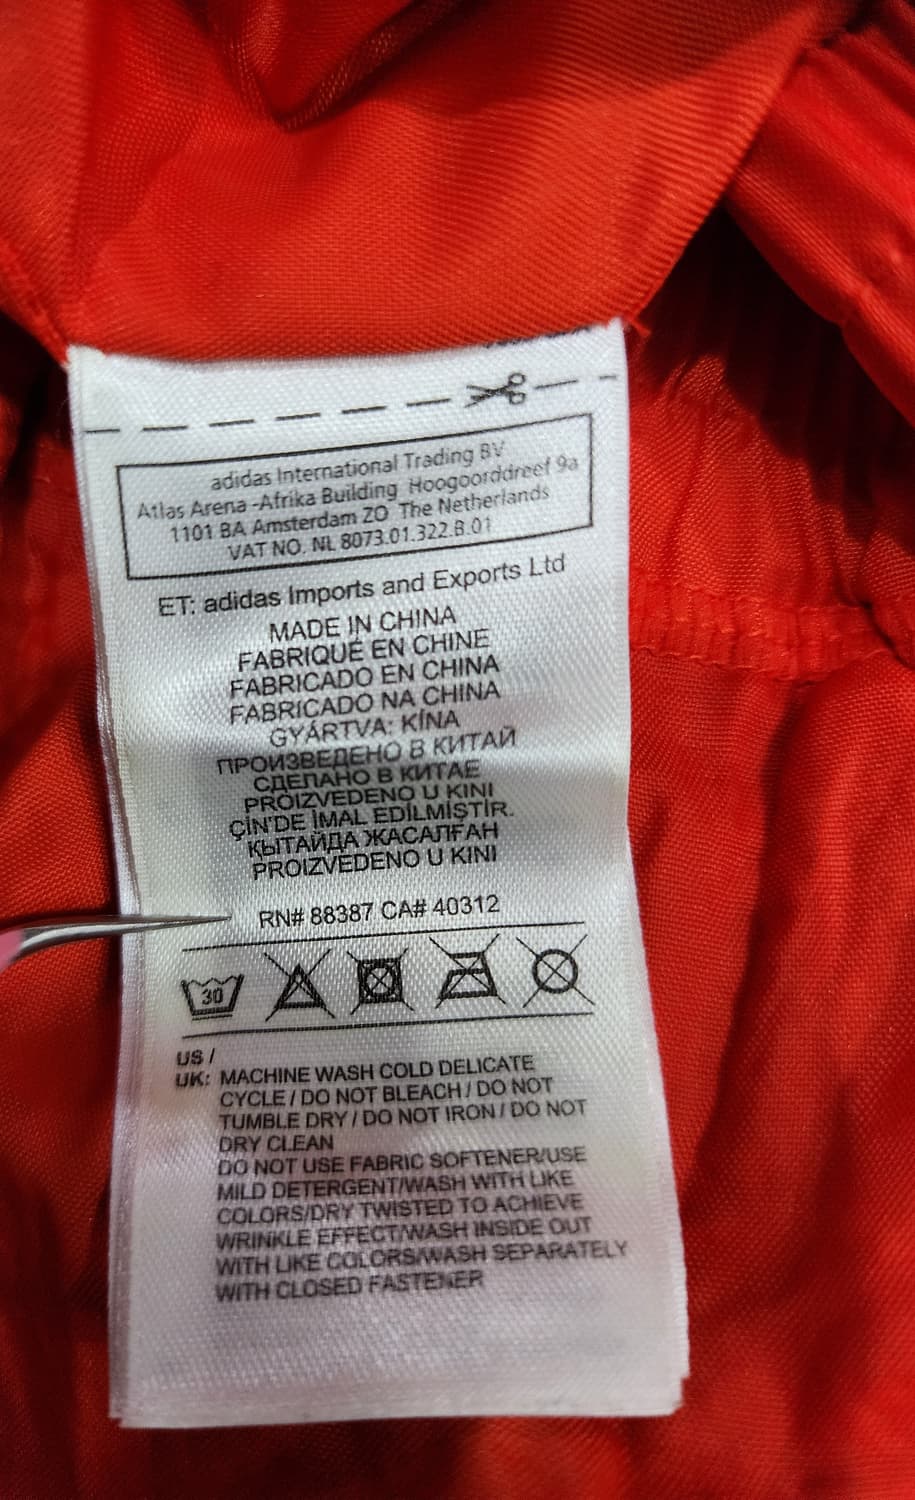 adidas International Trading BV
Atlas Arena -Afrika Building Hoogoorddreef 9a
1101 BA Amsterdam ZO The Netherlands
VAT NO. NL 8073.01.322.B.01
ET: adidas Imports and Exports Ltd
MADE IN CHINA
FABRIQUÉ EN CHINE
FABRICADO EN CHINA
FABRICADO NA CHINA
GYÁRTVA: KÍNA
ПРОИЗВЕДЕНО В КИТАЙ
СДЕЛАНО В КИТАЕ
PROIZVEDENO U KINI
ÇİN'DE İMAL EDİLMİŞTİR.
ҚЫТАЙДА ЖАСАЛҒАН
PROIZVEDENO U KINI
RN# 88387 CA# 40312
30
US /
UK: MACHINE WASH COLD DELICATE
CYCLE / DO NOT BLEACH / DO NOT
TUMBLE DRY / DO NOT IRON / DO NOT
DRY CLEAN
DO NOT USE FABRIC SOFTENER/USE
MILD DETERGENT/WASH WITH LIKE
COLORS/DRY TWISTED TO ACHIEVE
WRINKLE EFFECT/WASH INSIDE OUT
WITH LIKE COLORS/WASH SEPARATELY
WITH CLOSED FASTENER